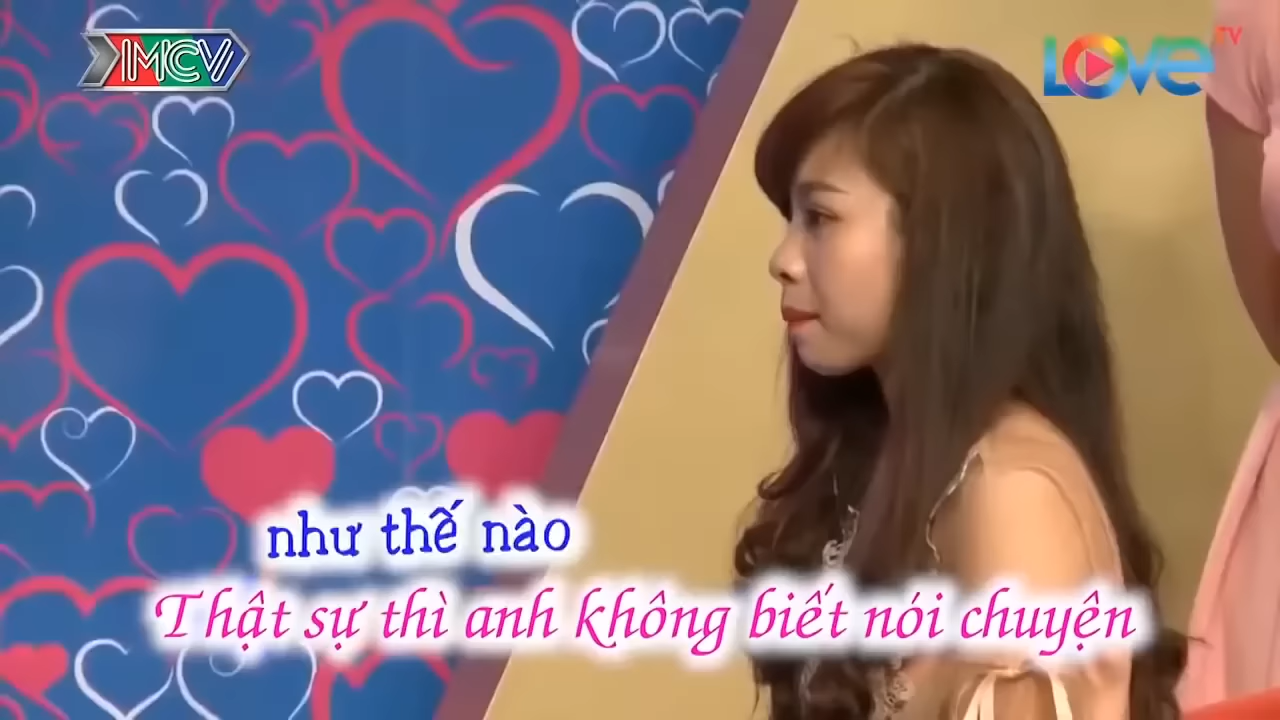 MCV
LOVE TV
như thế nào
Thật sự thì anh không biết nói chuyện